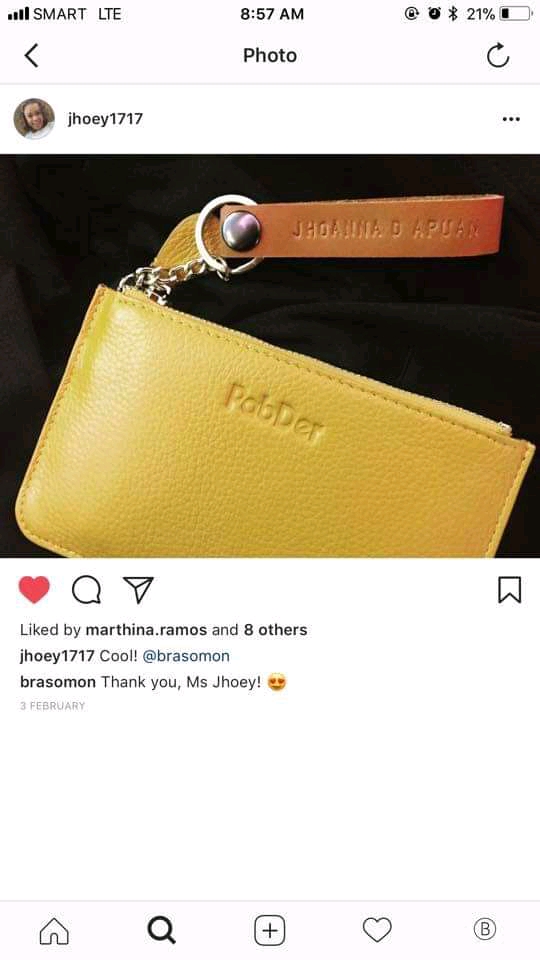 SMART LTE 8:57 AM 21%
Photo
jhoey1717
JHOANNA D APUAN
PabDer
Liked by marthina.ramos and 8 others
jhoey1717 Cool! @brasomon
brasomon Thank you, Ms Jhoey! 😍
3 FEBRUARY
B